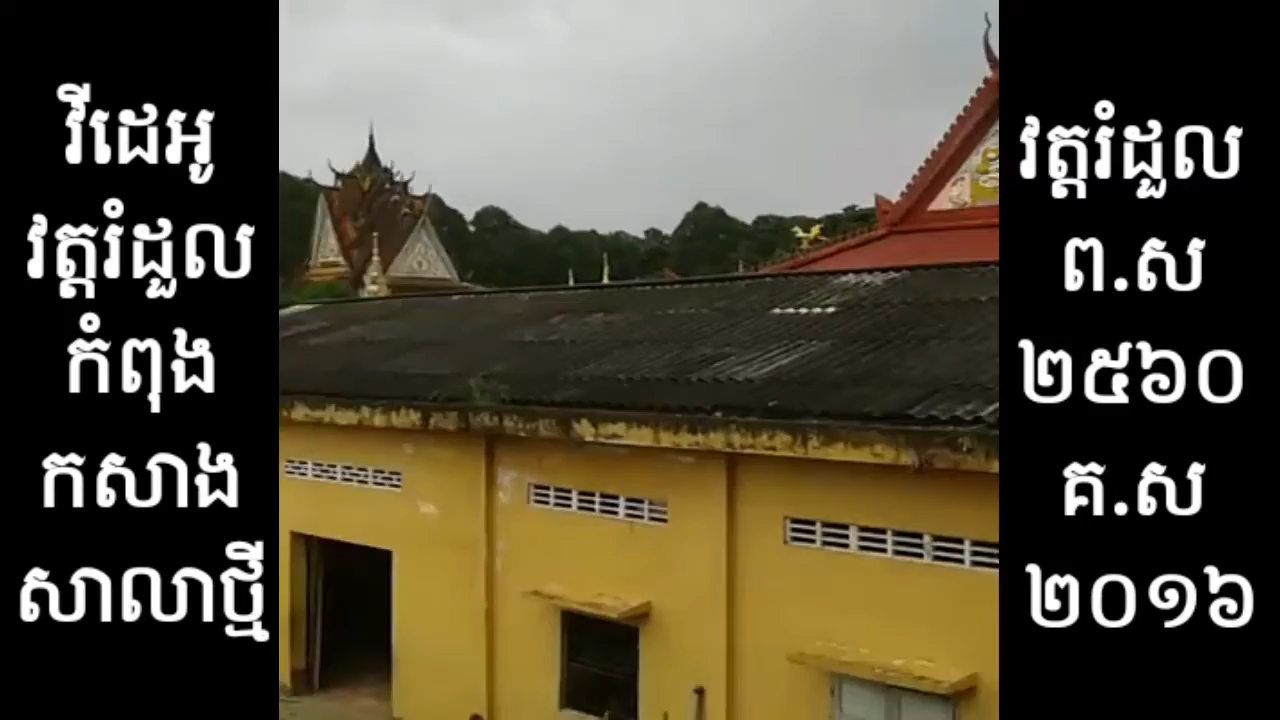 វីដេអូ
វត្តរំដួល
កំពុង
កសាង
សាលាថ្មី
វត្តរំដួល
ព.ស
២៥៦០
គ.ស
២០១៦